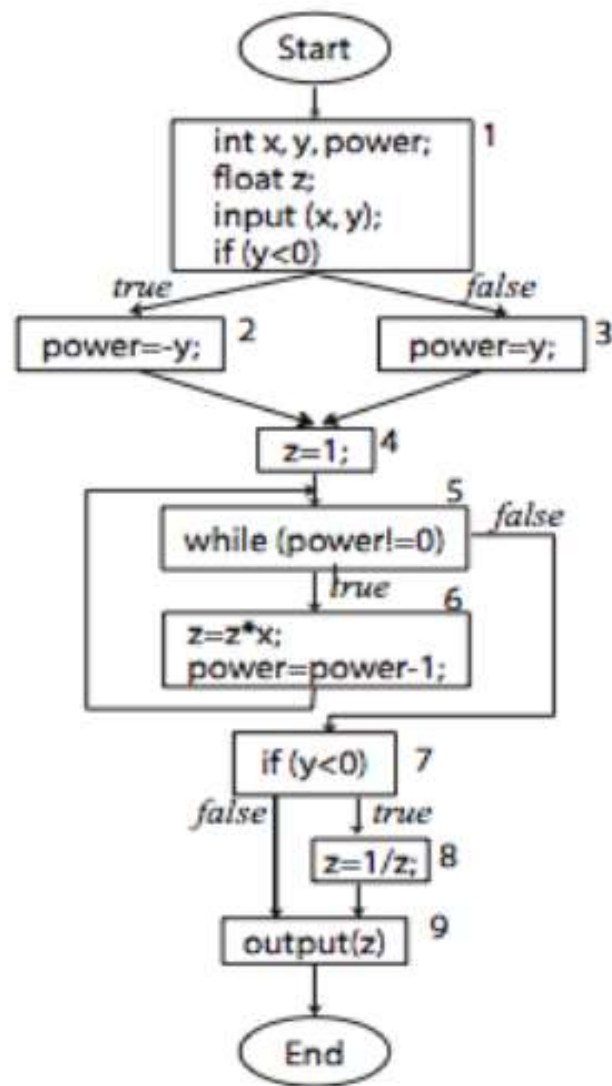 Start
1
int x, y, power;
float z;
input (x, y);
if (y<0)
true
false
2
power=-y;
3
power=y;
4
z=1;
5
while (power!=0)
false
true
6
z=z*x;
power=power-1;
if (y<0)
7
false
true
z=1/z;
8
9
output(z)
End